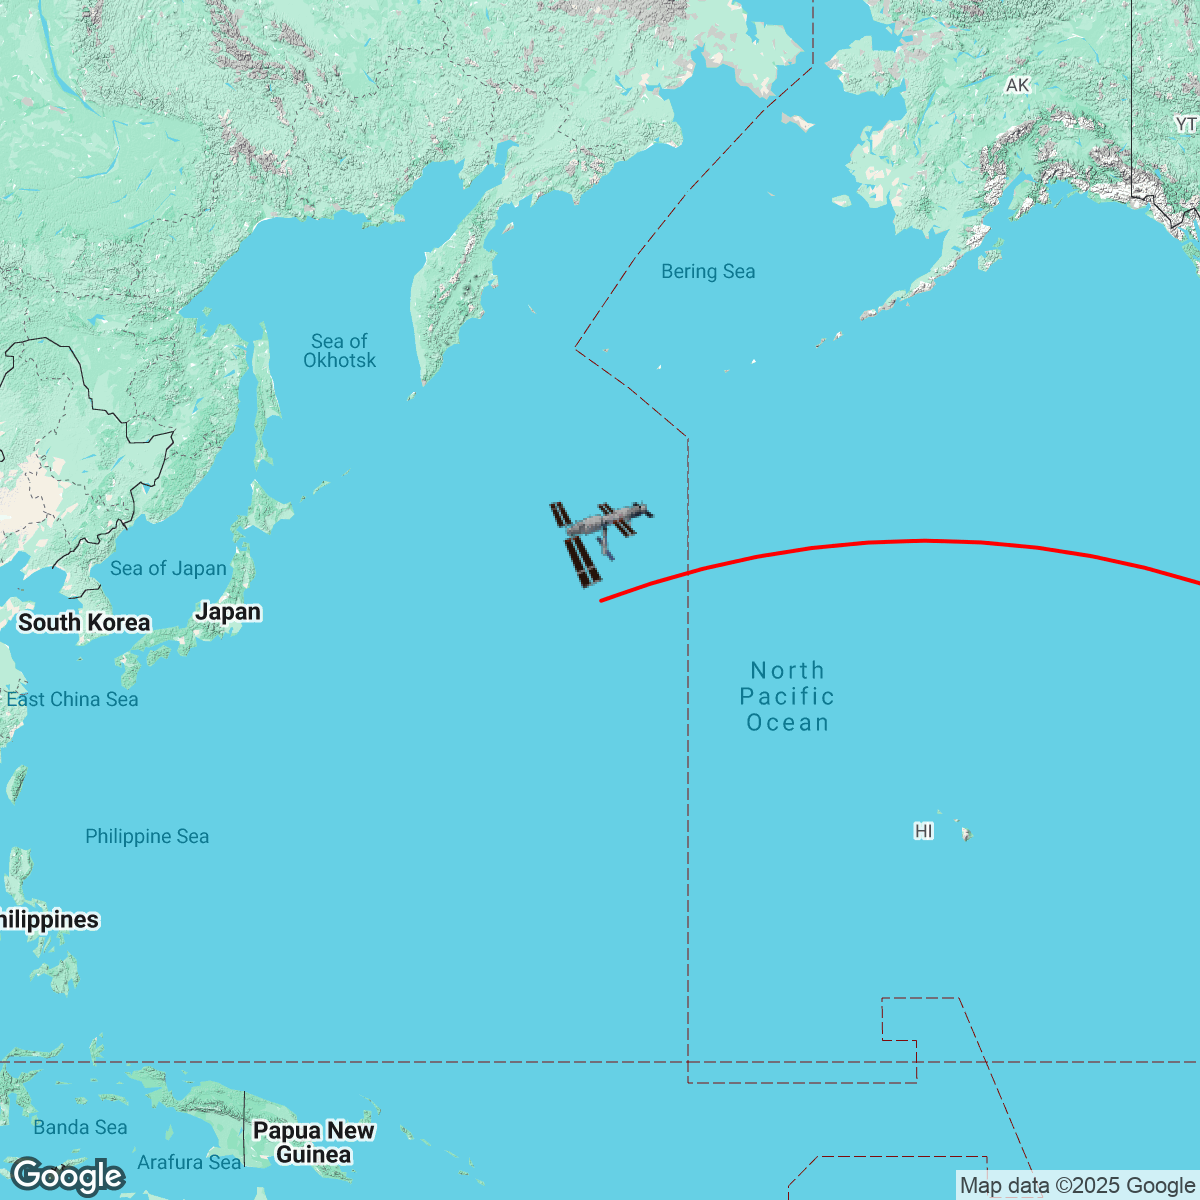 AK
YT
Bering Sea
Sea of
Okhotsk
Sea of Japan
Japan
South Korea
East China Sea
North
Pacific
Ocean
Philippine Sea
HI
hilippines
Banda Sea
Papua New
Guinea
Arafura Sea
Google
Map data ©2025 Google